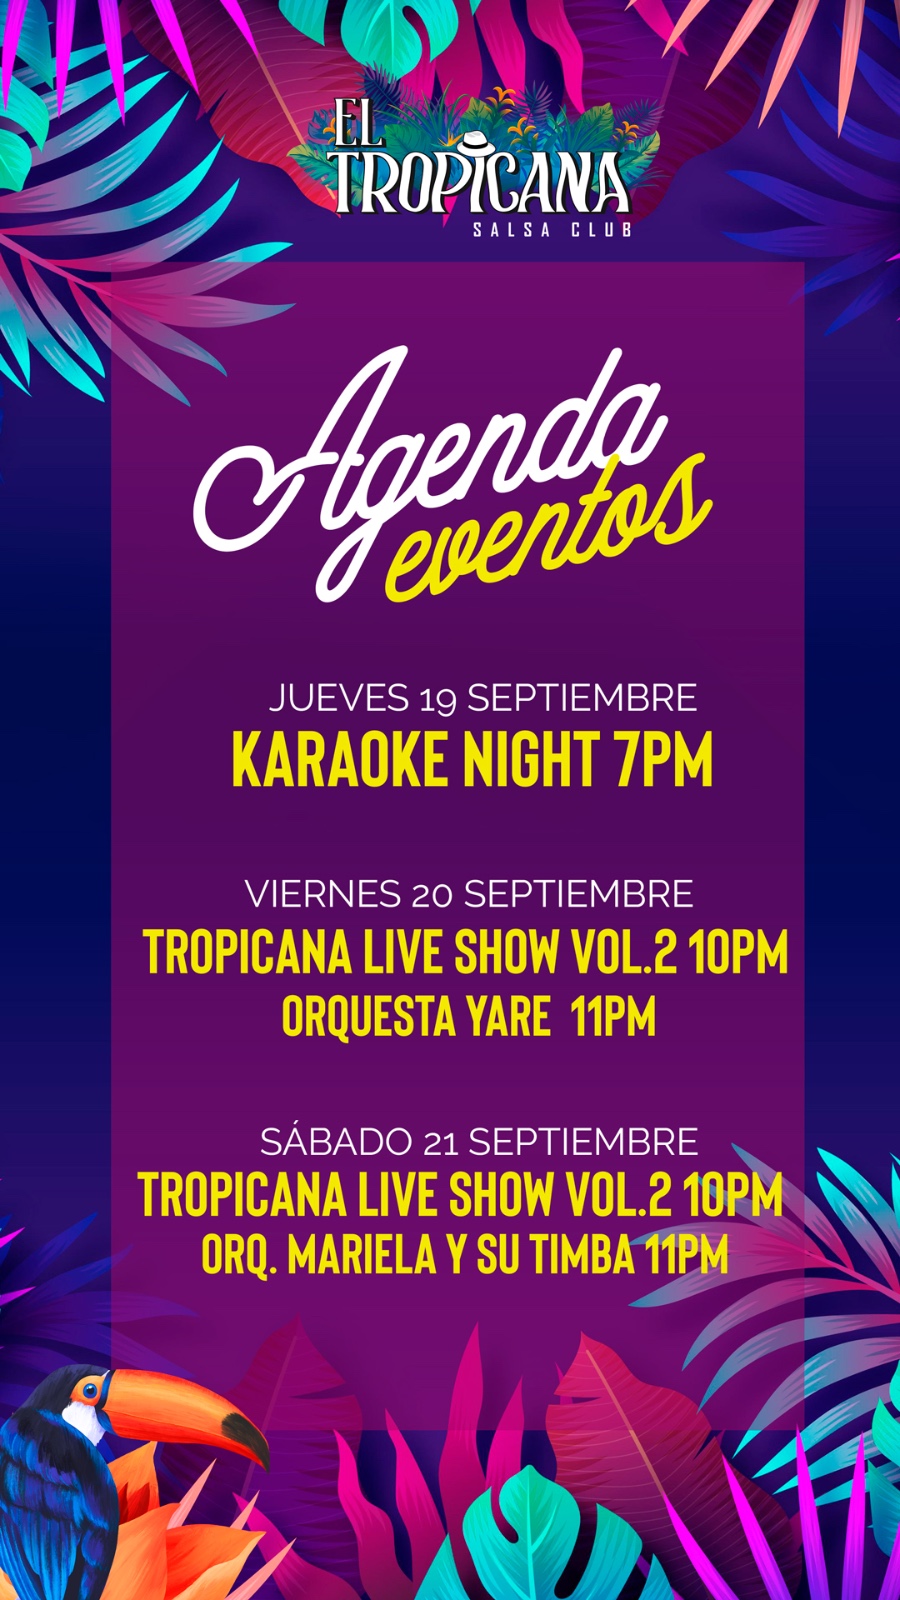 EL
TROPICANA
SALSA CLUB
Agenda
eventos
JUEVES 19 SEPTIEMBRE
KARAOKE NIGHT 7PM
VIERNES 20 SEPTIEMBRE
TROPICANA LIVE SHOW VOL.2 10PM
ORQUESTA YARE 11PM
SÁBADO 21 SEPTIEMBRE
TROPICANA LIVE SHOW VOL.2 10PM
ORQ. MARIELA Y SU TIMBA 11PM